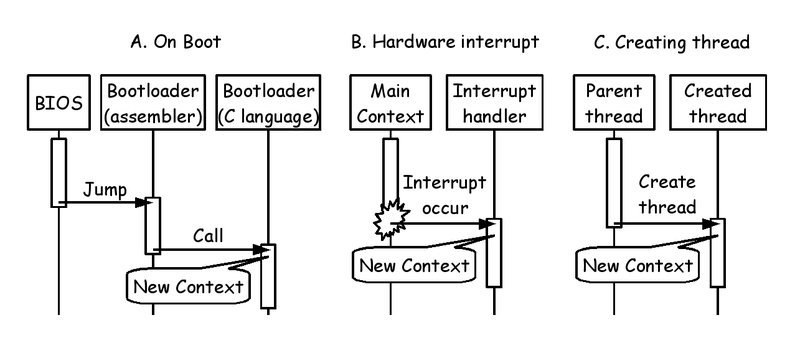 A. On Boot
BIOS
Bootloader
(assembler)
Bootloader
(C language)
Jump
Call
New Context
B. Hardware interrupt
Main
Context
Interrupt
handler
Interrupt
occur
New Context
C. Creating thread
Parent
thread
Created
thread
Create
thread
New Context